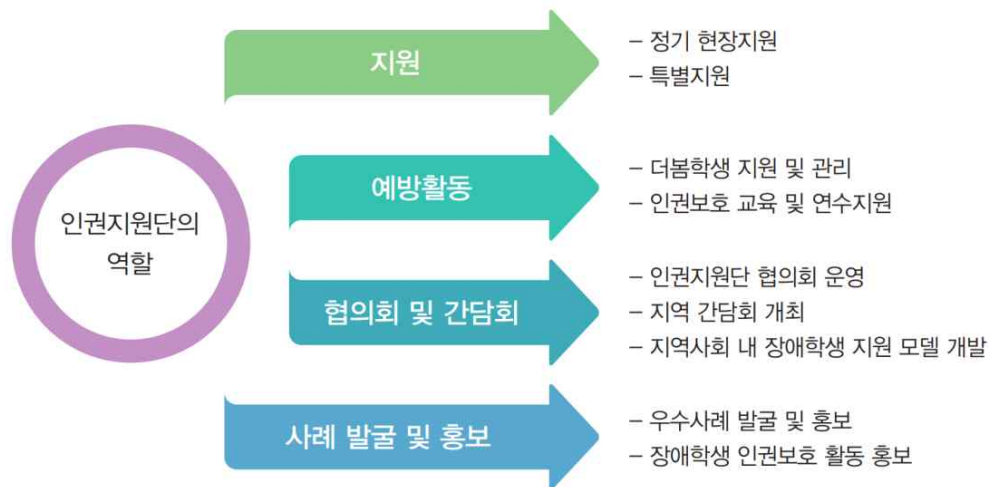 인권지원단의
역할
지원
– 정기 현장지원
– 특별지원
예방활동
– 더봄학생 지원 및 관리
– 인권보호 교육 및 연수지원
협의회 및 간담회
– 인권지원단 협의회 운영
– 지역 간담회 개최
– 지역사회 내 장애학생 지원 모델 개발
사례 발굴 및 홍보
– 우수사례 발굴 및 홍보
– 장애학생 인권보호 활동 홍보